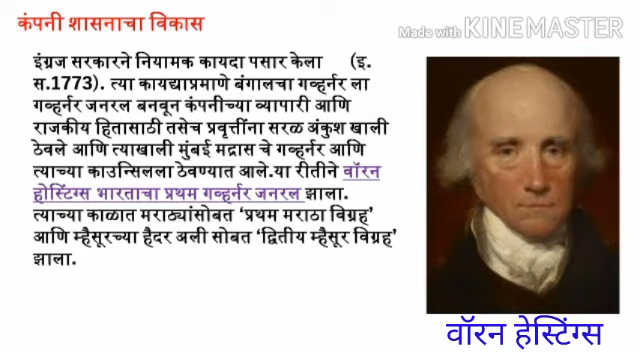 कंपनी शासनाचा विकास
Made with KINEMASTER
इंग्रज सरकारने नियामक कायदा पसार केला (इ.
स.1773). त्या कायद्याप्रमाणे बंगालचा गव्हर्नर ला
गव्हर्नर जनरल बनवून कंपनीच्या व्यापारी आणि
राजकीय हितासाठी तसेच प्रवृत्तींना सरळ अंकुश खाली
ठेवले आणि त्याखाली मुंबई मद्रास चे गव्हर्नर आणि
त्याच्या काउन्सिलला ठेवण्यात आले.या रीतीने वॉरन
होस्टिंग्स भारताचा प्रथम गव्हर्नर जनरल झाला.
त्याच्या काळात मराठ्यांसोबत ‘प्रथम मराठा विग्रह’
आणि म्हैसूरच्या हैदर अली सोबत ‘द्वितीय म्हैसूर विग्रह’
झाला.
वॉरन हेस्टिंग्स